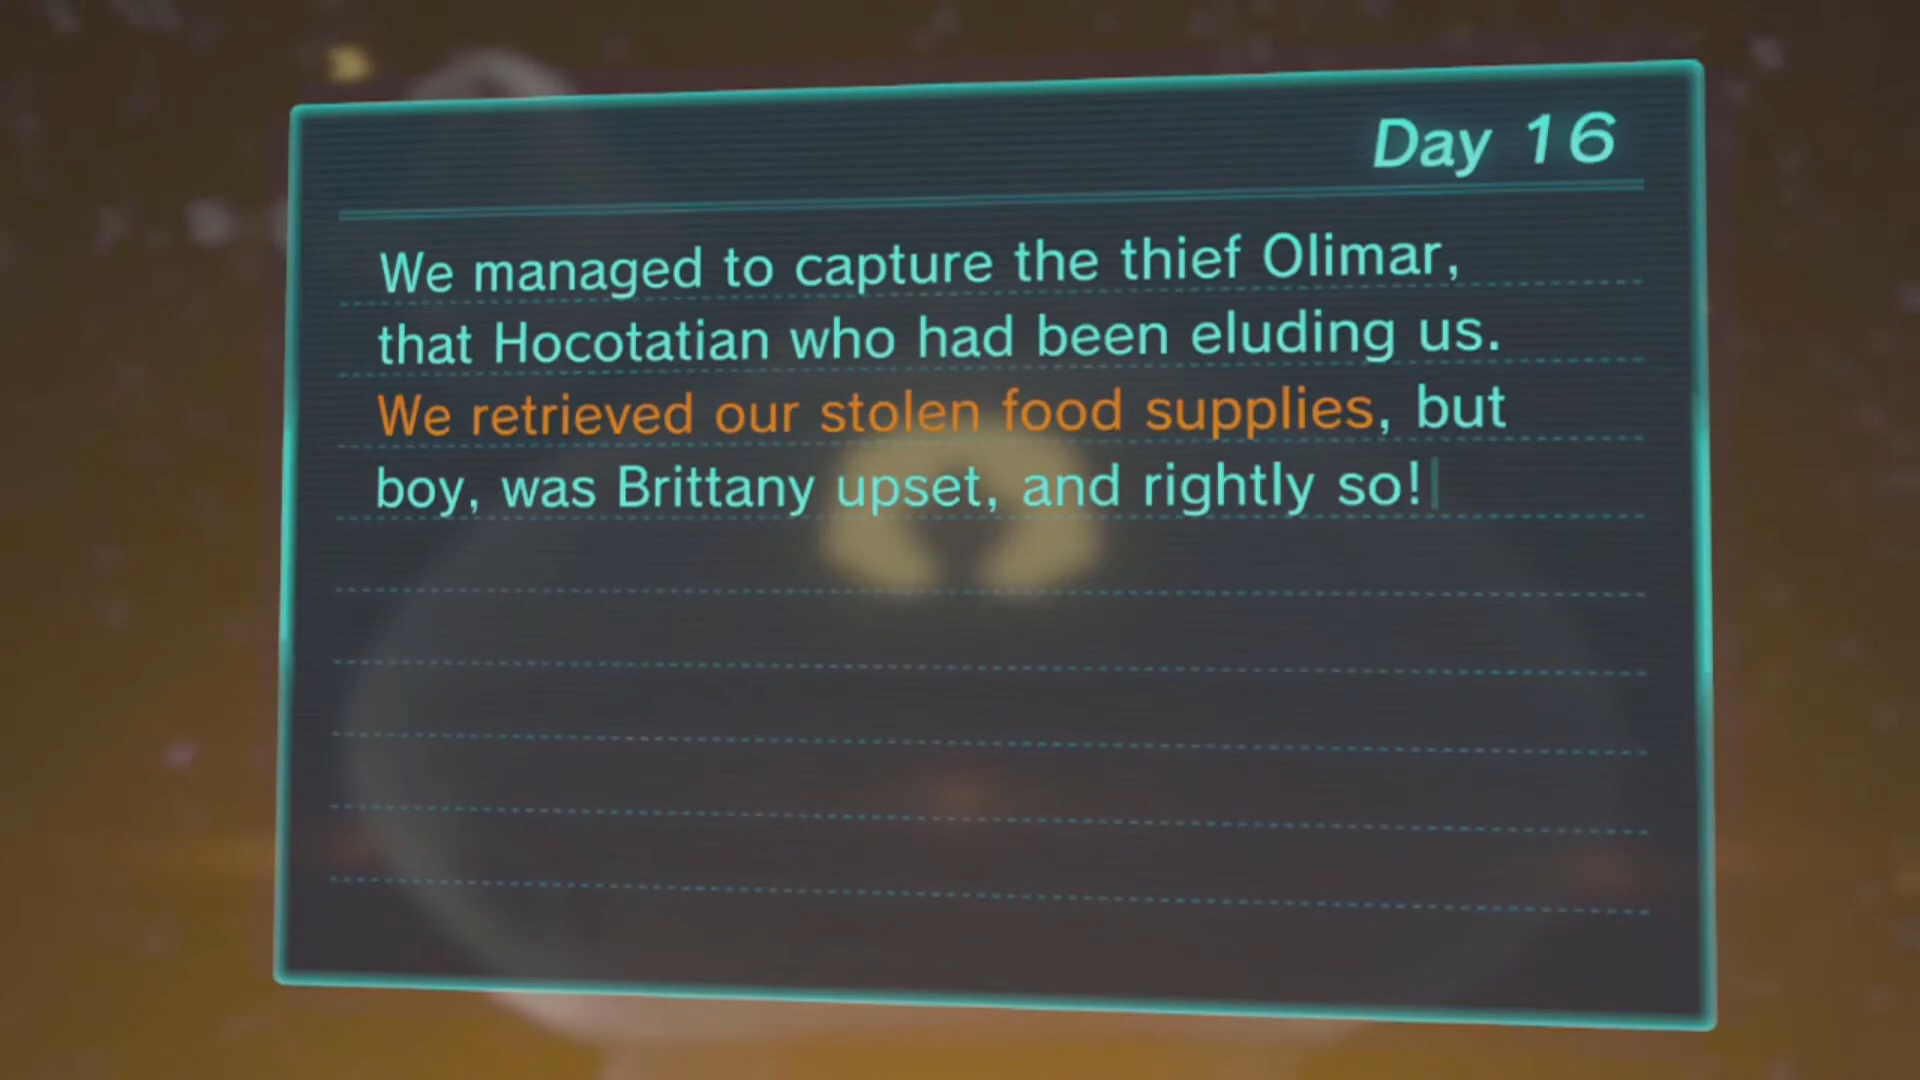 Day 16
We managed to capture the thief Olimar,
that Hocotatian who had been eluding us.
We retrieved our stolen food supplies, but
boy, was Brittany upset, and rightly so!